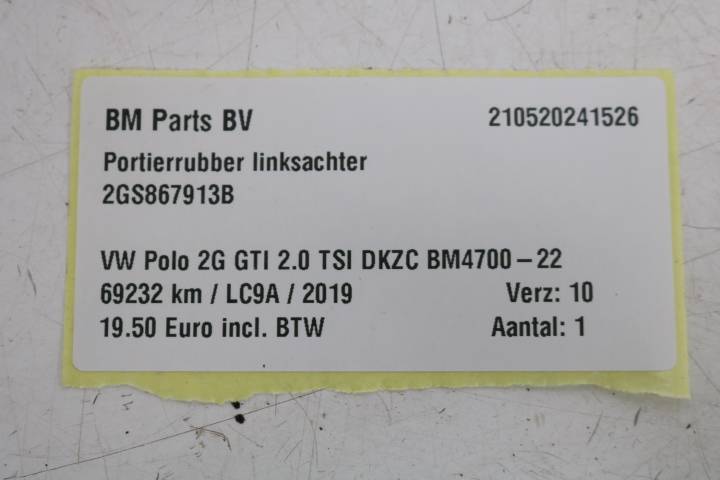 BM Parts BV 210520241526
Portierrubber linksachter
2GS867913B
VW Polo 2G GTI 2.0 TSI DKZC BM4700-22
69232 km / LC9A / 2019 Verz: 10
19.50 Euro incl. BTW Aantal: 1